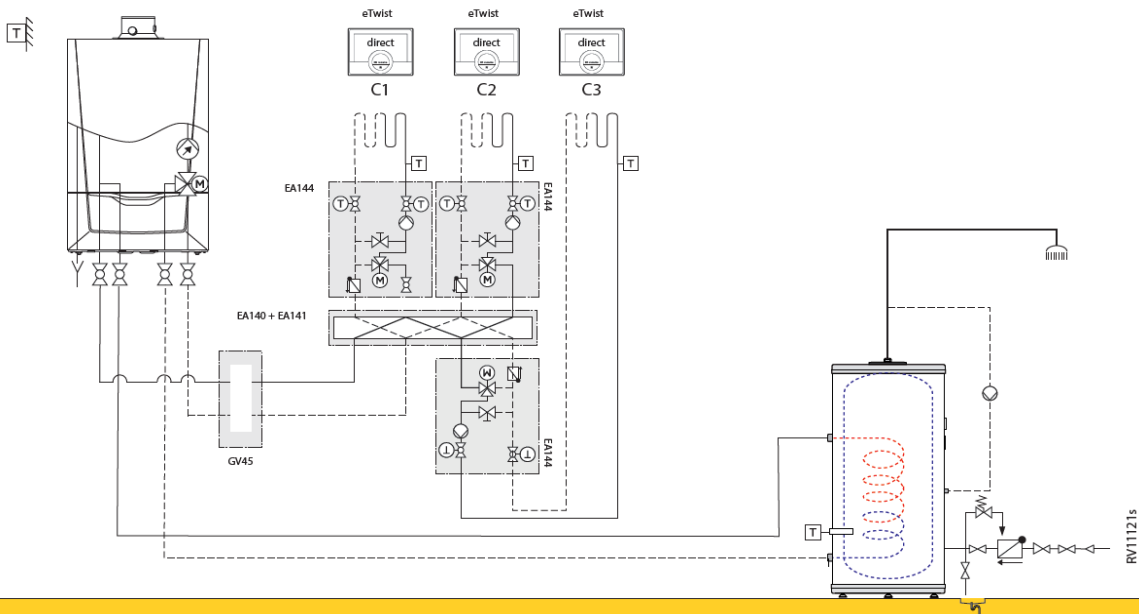 eTwist
eTwist
eTwist
T
direct
direct
direct
C1
C2
C3
T
T
T
EA144
EA144
T
T
T
T
M
M
M
EA140 + EA141
M
GV45
T
T
EA144
T
RV11121s